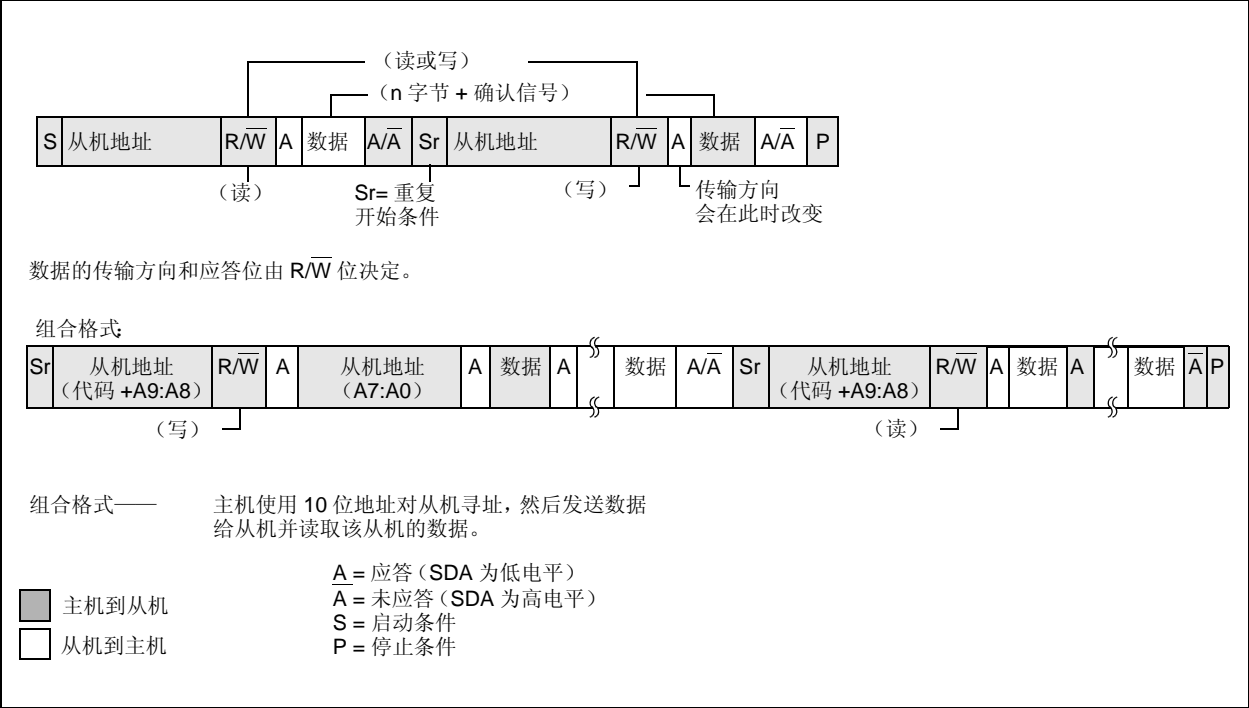 （读或写）
（n 字节 + 确认信号）
S 从机地址 R/W̅ A 数据 A/A̅ Sr 从机地址 R/W̅ A 数据 A/A̅ P
（读） Sr= 重复 （写） 传输方向
开始条件 会在此时改变
数据的传输方向和应答位由 R/W̅ 位决定。
组合格式:
Sr 从机地址 R/W̅ A 从机地址 A 数据 A 数据 A/A̅ Sr 从机地址 R/W̅ A 数据 A 数据 A̅ P
（代码 +A9:A8） （A7:A0） （代码 +A9:A8）
（写） （读）
组合格式—— 主机使用 10 位地址对从机寻址，然后发送数据
给从机并读取该从机的数据。
A = 应答（SDA 为低电平）
A̅ = 未应答（SDA 为高电平）
主机到从机
S = 启动条件
从机到主机
P = 停止条件